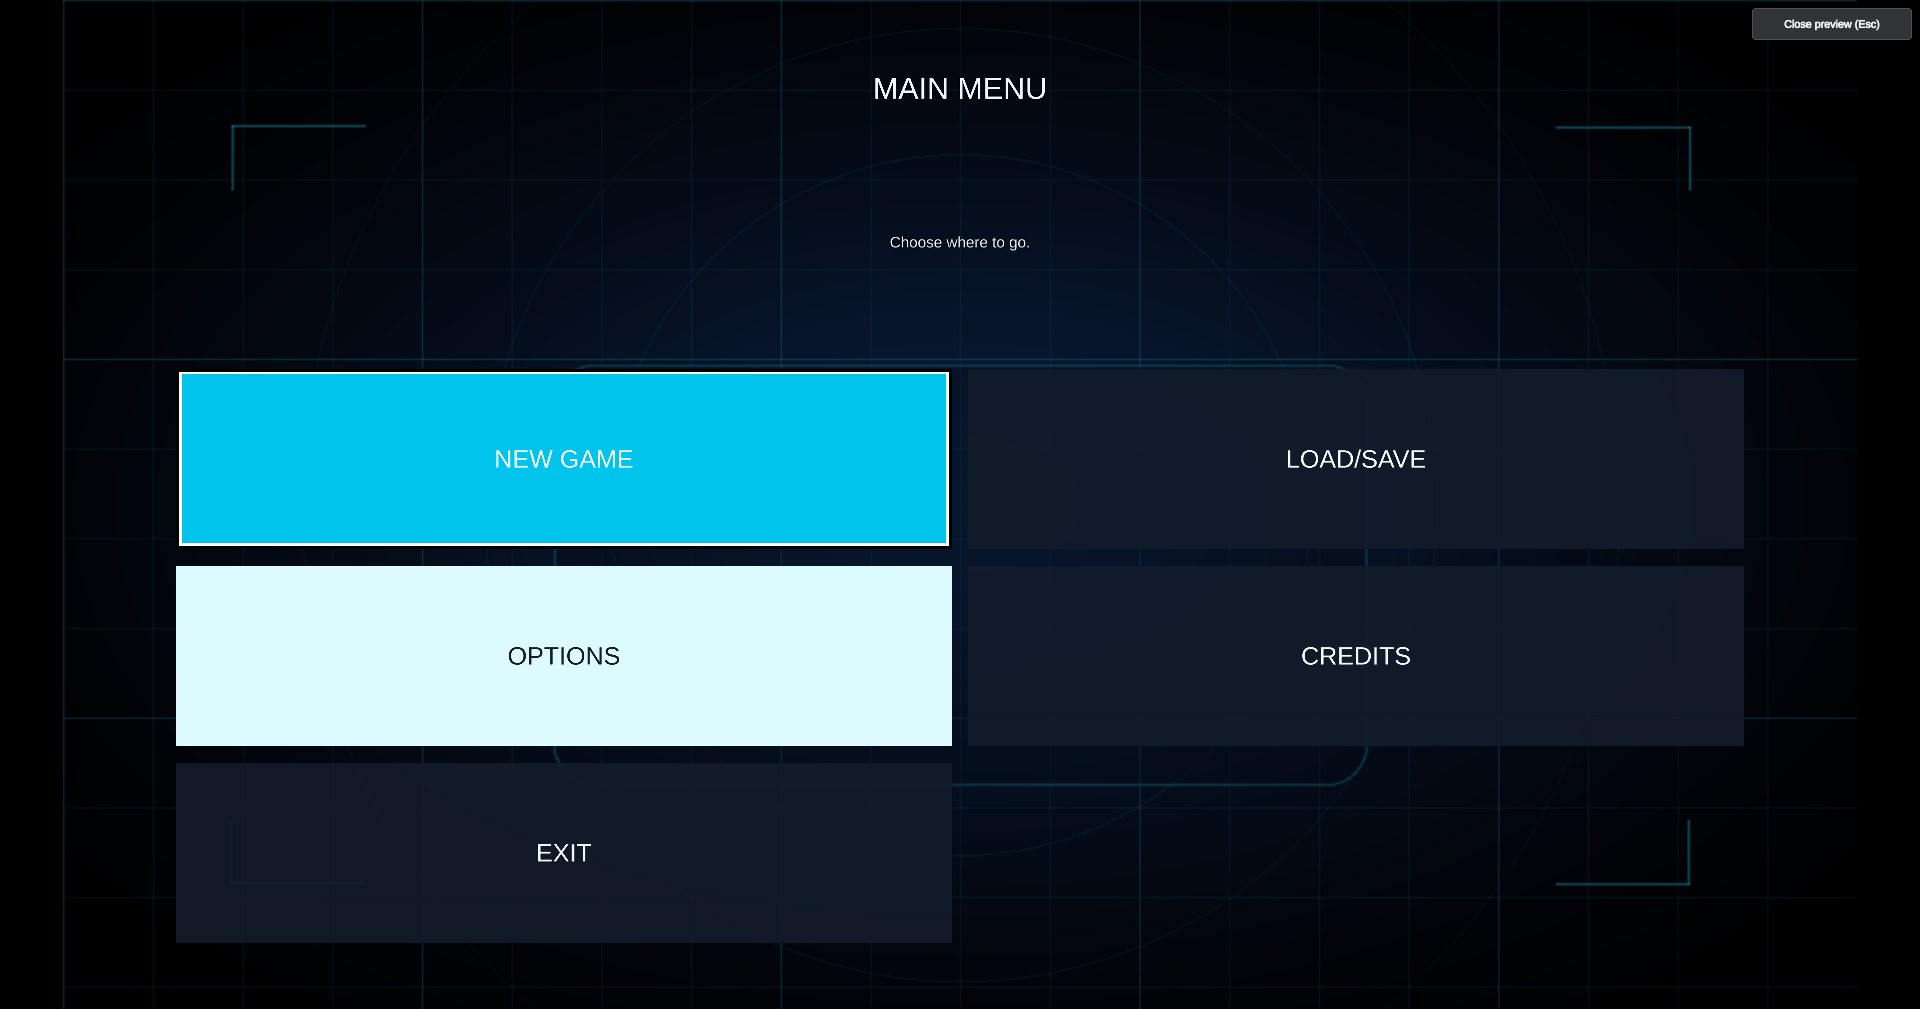 Close preview (Esc)
MAIN MENU
Choose where to go.
NEW GAME
LOAD/SAVE
OPTIONS
CREDITS
EXIT